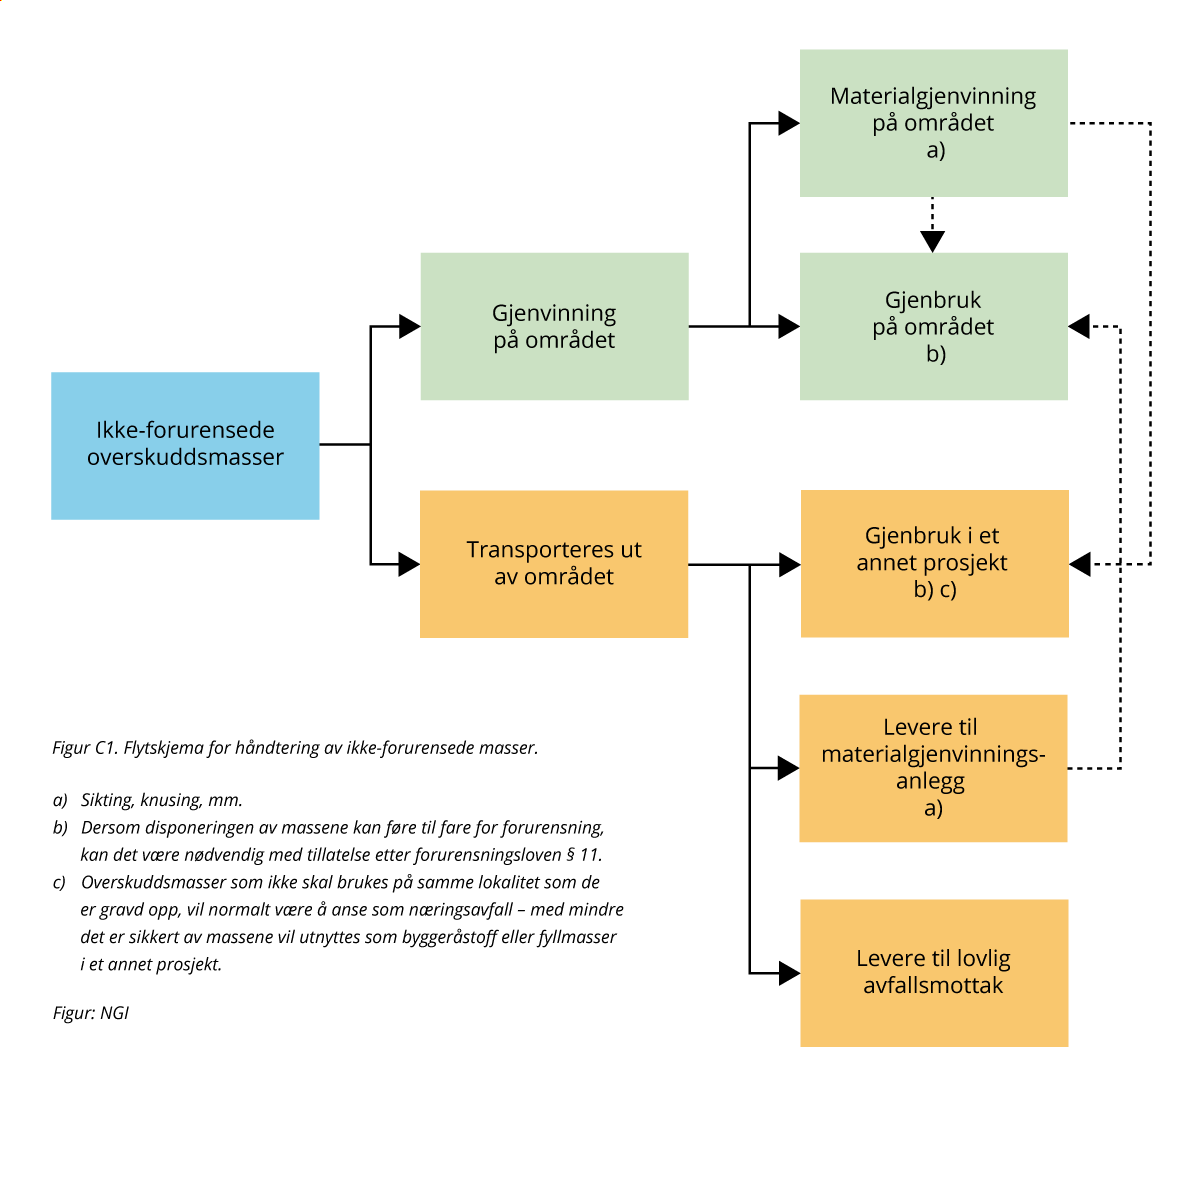 Materialgjenvinning
på området
a)
Gjenvinning
på området
Gjenbruk
på området
b)
Ikke-forurensede
overskuddsmasser
Transporteres ut
av området
Gjenbruk i et
annet prosjekt
b) c)
Levere til
materialgjenvinnings-
anlegg
a)
Levere til lovlig
avfallsmottak
Figur C1. Flytskjema for håndtering av ikke-forurensede masser.
a) Sikting, knusing, mm.
b) Dersom disponeringen av massene kan føre til fare for forurensning,
kan det være nødvendig med tillatelse etter forurensningsloven § 11.
c) Overskuddsmasser som ikke skal brukes på samme lokalitet som de
er gravd opp, vil normalt være å anse som næringsavfall – med mindre
det er sikkert av massene vil utnyttes som byggeråstoff eller fyllmasser
i et annet prosjekt.
Figur: NGI